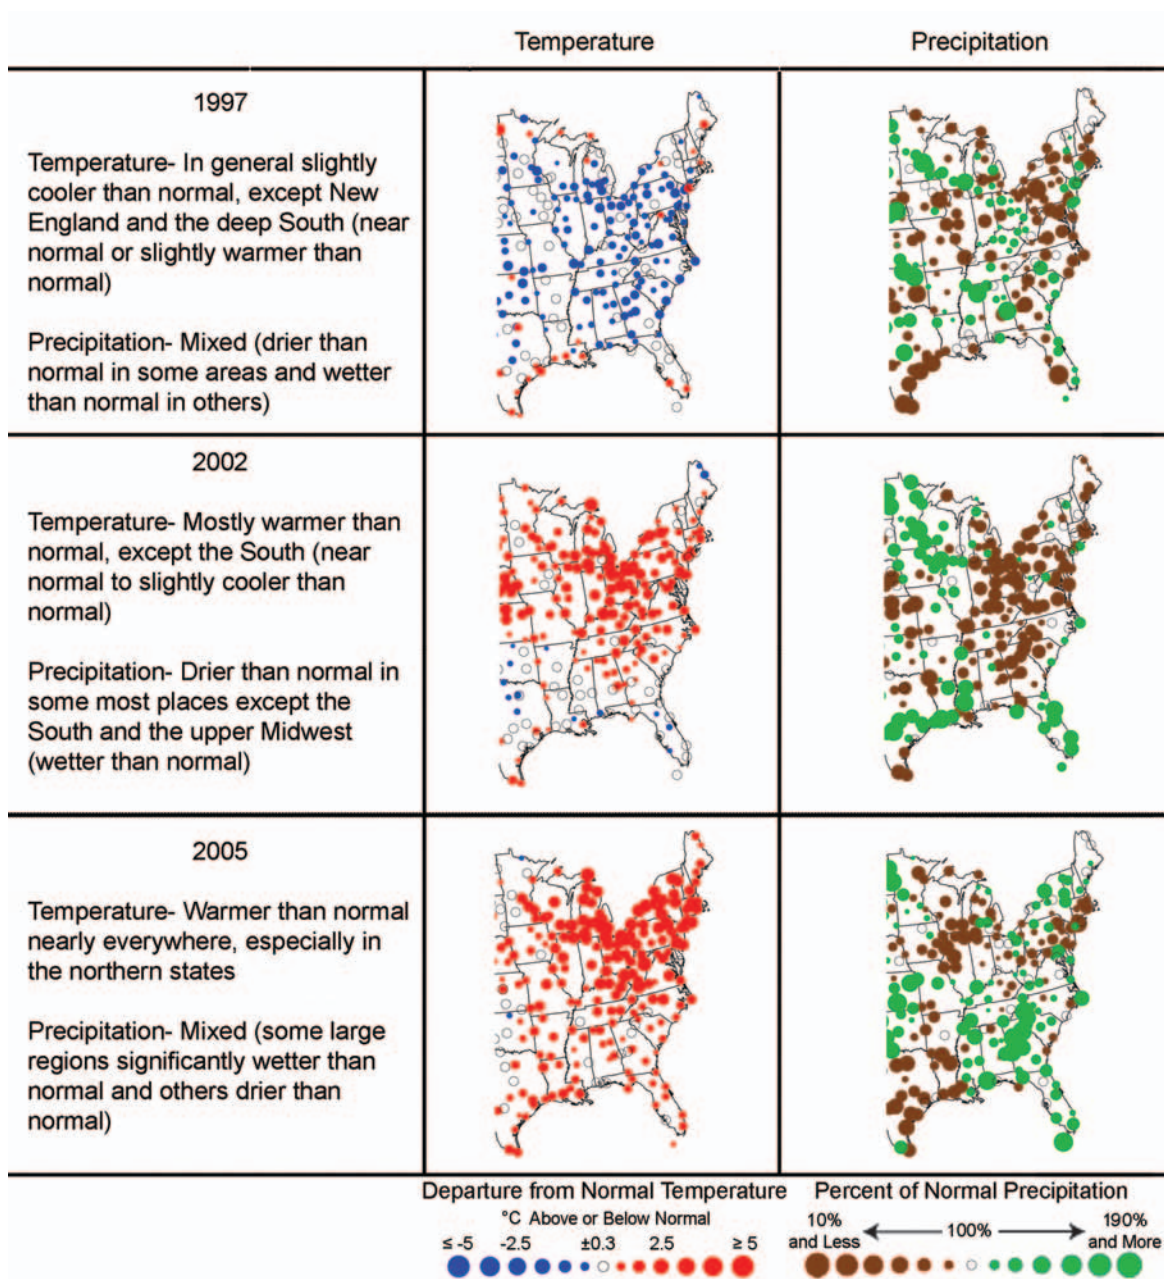 Temperature
Precipitation
1997
Temperature- In general slightly
cooler than normal, except New
England and the deep South (near
normal or slightly warmer than
normal)
Precipitation- Mixed (drier than
normal in some areas and wetter
than normal in others)
2002
Temperature- Mostly warmer than
normal, except the South (near
normal to slightly cooler than
normal)
Precipitation- Drier than normal in
some most places except the
South and the upper Midwest
(wetter than normal)
2005
Temperature- Warmer than normal
nearly everywhere, especially in
the northern states
Precipitation- Mixed (some large
regions significantly wetter than
normal and others drier than
normal)
Departure from Normal Temperature
°C Above or Below Normal
≤ -5 -2.5 ±0.3 2.5 ≥ 5
Percent of Normal Precipitation
10% and Less 100% 190% and More